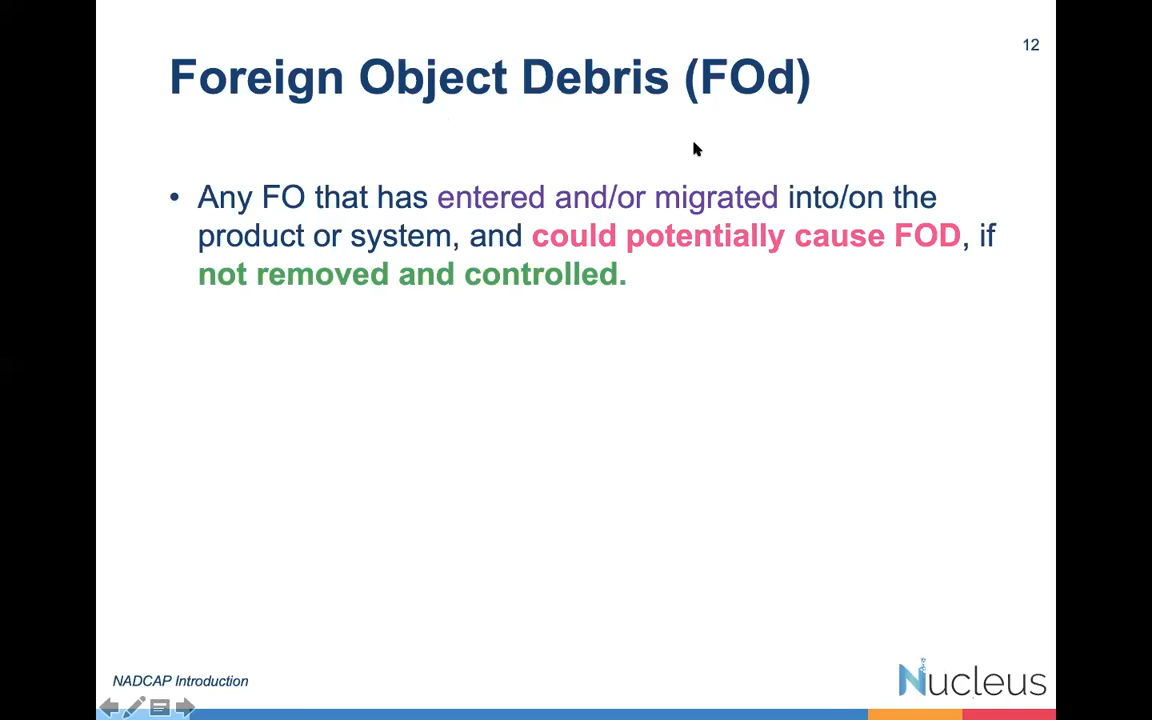 12
Foreign Object Debris (FOd)
• Any FO that has entered and/or migrated into/on the
product or system, and could potentially cause FOD, if
not removed and controlled.
NADCAP Introduction
Nucleus